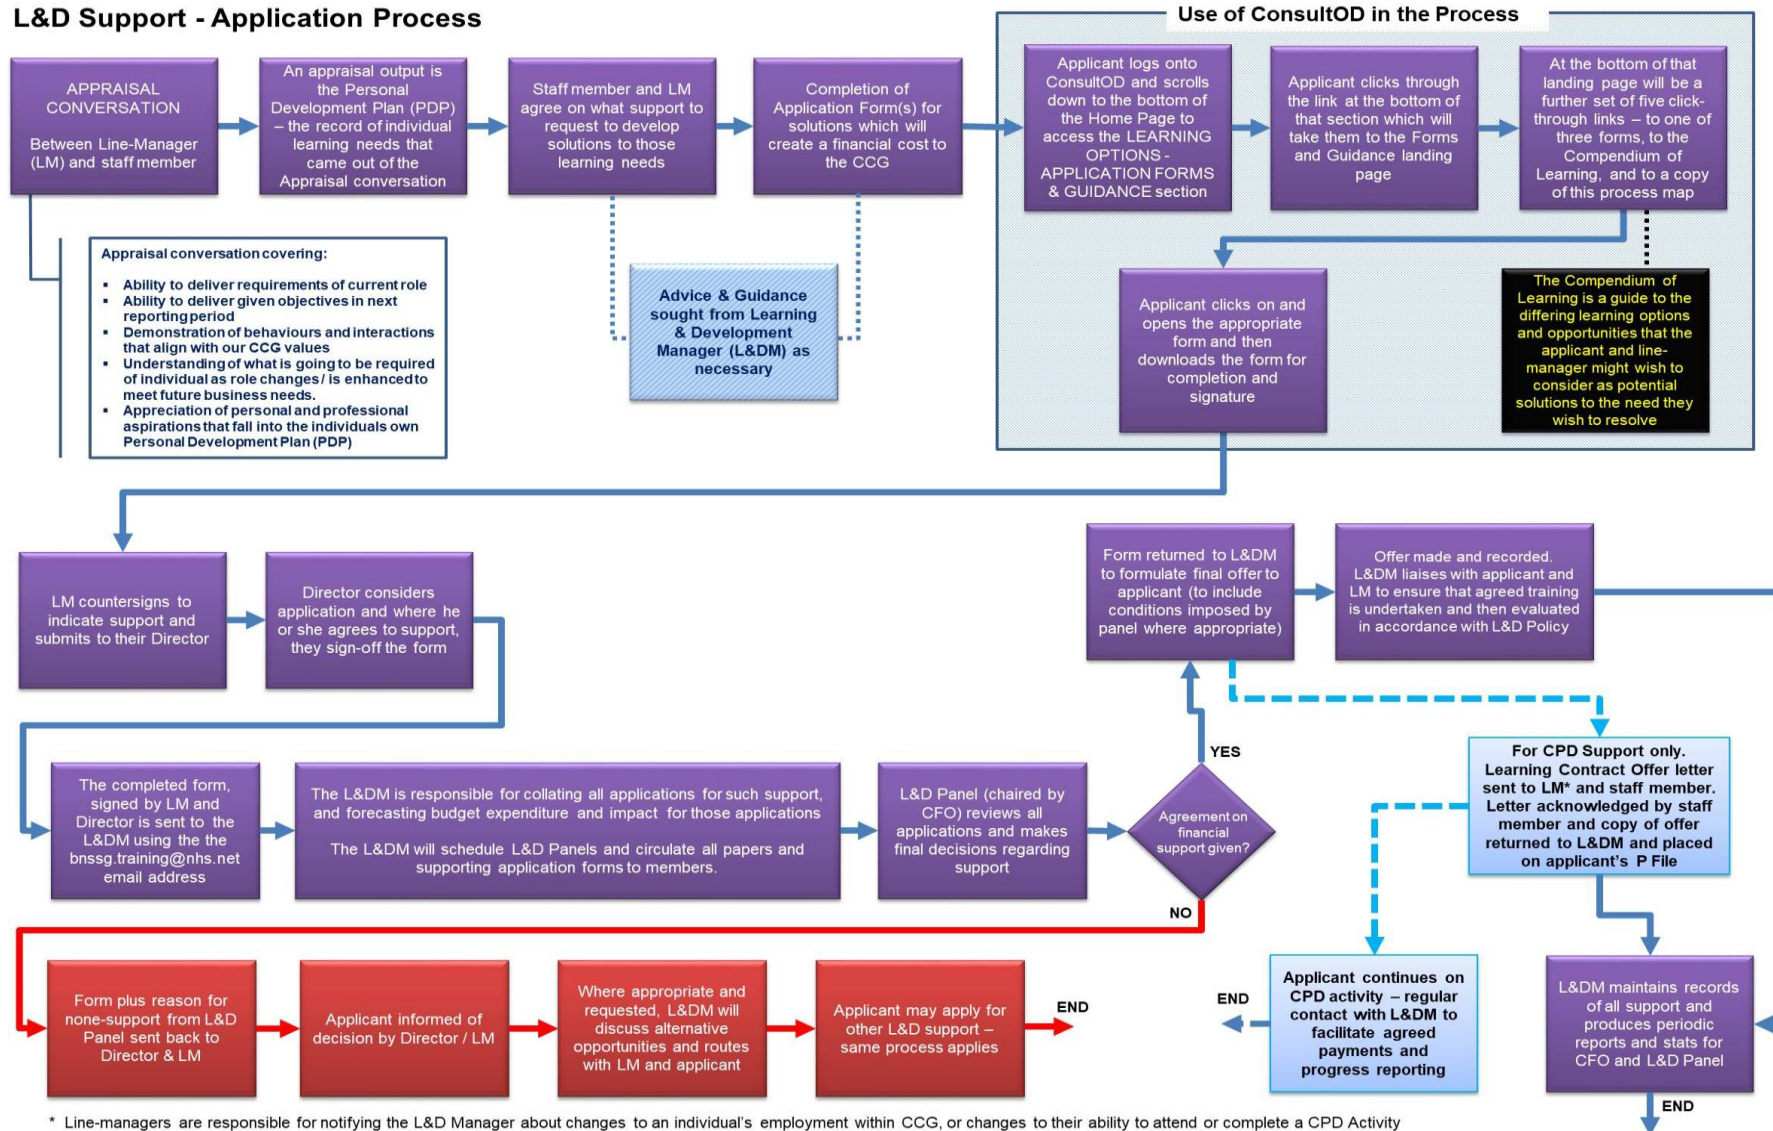 L&D Support - Application Process
Use of ConsultOD in the Process
APPRAISAL
CONVERSATION
Between Line-Manager
(LM) and staff member
An appraisal output is
the Personal
Development Plan (PDP)
– the record of individual
learning needs that
came out of the
Appraisal conversation
Staff member and LM
agree on what support to
request to develop
solutions to those
learning needs
Completion of
Application Form(s) for
solutions which will
create a financial cost to
the CCG
Applicant logs onto
ConsultOD and scrolls
down to the bottom of
the Home Page to
access the LEARNING
OPTIONS -
APPLICATION FORMS
& GUIDANCE section
Applicant clicks through
the link at the bottom of
that section which will
take them to the Forms
and Guidance landing
page
At the bottom of that
landing page will be a
further set of five click-
through links – to one of
three forms, to the
Compendium of
Learning, and to a copy
of this process map
Appraisal conversation covering:
▪ Ability to deliver requirements of current role
▪ Ability to deliver given objectives in next
reporting period
▪ Demonstration of behaviours and interactions
that align with our CCG values
▪ Understanding of what is going to be required
of individual as role changes / is enhanced to
meet future business needs.
▪ Appreciation of personal and professional
aspirations that fall into the individuals own
Personal Development Plan (PDP)
Advice & Guidance
sought from Learning
& Development
Manager (L&DM) as
necessary
Applicant clicks on and
opens the appropriate
form and then
downloads the form for
completion and
signature
The Compendium of
Learning is a guide to the
differing learning options
and opportunities that the
applicant and line-
manager might wish to
consider as potential
solutions to the need they
wish to resolve
LM countersigns to
indicate support and
submits to their Director
Director considers
application and where he
or she agrees to support,
they sign-off the form
Form returned to L&DM
to formulate final offer to
applicant (to include
conditions imposed by
panel where appropriate)
Offer made and recorded.
L&DM liaises with applicant and
LM to ensure that agreed training
is undertaken and then evaluated
in accordance with L&D Policy
The completed form,
signed by LM and
Director is sent to the
L&DM using the the
bnssg.training@nhs.net
email address
The L&DM is responsible for collating all applications for such support,
and forecasting budget expenditure and impact for those applications
The L&DM will schedule L&D Panels and circulate all papers and
supporting application forms to members.
L&D Panel (chaired by
CFO) reviews all
applications and makes
final decisions regarding
support
YES
Agreement on
financial
support given?
NO
For CPD Support only.
Learning Contract Offer letter
sent to LM* and staff member.
Letter acknowledged by staff
member and copy of offer
returned to L&DM and placed
on applicant's P File
Form plus reason for
none-support from L&D
Panel sent back to
Director & LM
Applicant informed of
decision by Director / LM
Where appropriate and
requested, L&DM will
discuss alternative
opportunities and routes
with LM and applicant
Applicant may apply for
other L&D support –
same process applies
END
END
Applicant continues on
CPD activity – regular
contact with L&DM to
facilitate agreed
payments and
progress reporting
L&DM maintains records
of all support and
produces periodic
reports and stats for
CFO and L&D Panel
END
* Line-managers are responsible for notifying the L&D Manager about changes to an individual's employment within CCG, or changes to their ability to attend or complete a CPD Activity